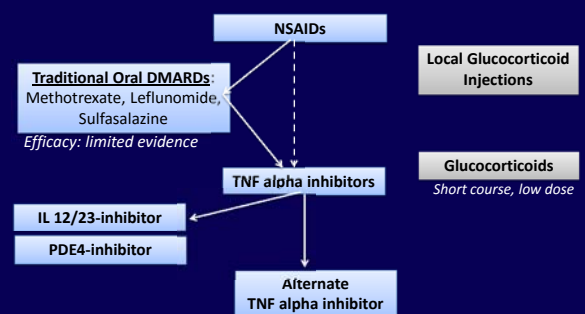 NSAIDs
Traditional Oral DMARDs:
Methotrexate, Leflunomide,
Sulfasalazine
Efficacy: limited evidence
Local Glucocorticoid
Injections
TNF alpha inhibitors
Glucocorticoids
Short course, low dose
IL 12/23-inhibitor
PDE4-inhibitor
Alternate
TNF alpha inhibitor